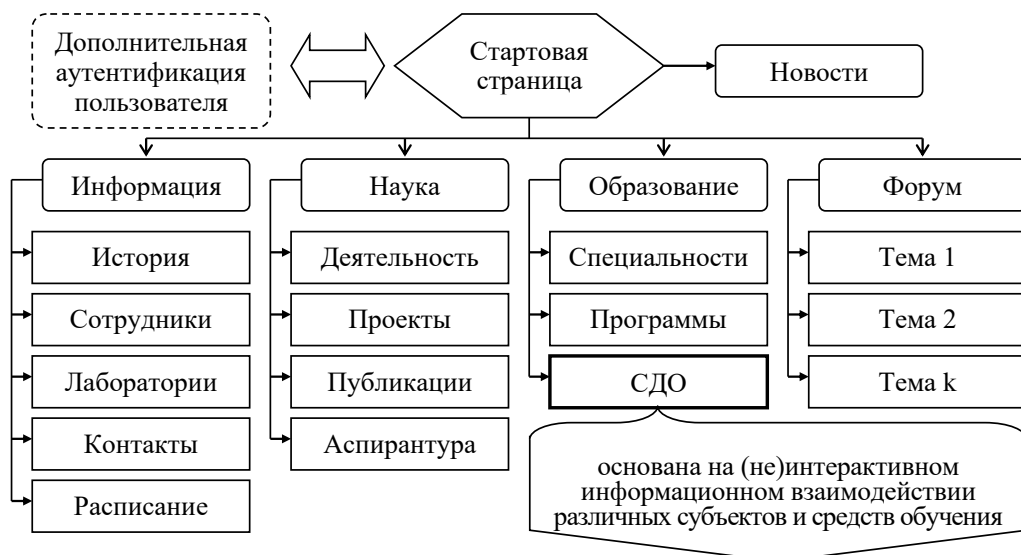 Дополнительная
аутентификация
пользователя
Стартовая
страница
Новости
Информация
Наука
Образование
Форум
История
Деятельность
Специальности
Тема 1
Сотрудники
Проекты
Программы
Тема 2
Лаборатории
Публикации
СДО
Тема k
Контакты
Аспирантура
Расписание
основана на (не)интерактивном
информационном взаимодействии
различных субъектов и средств обучения